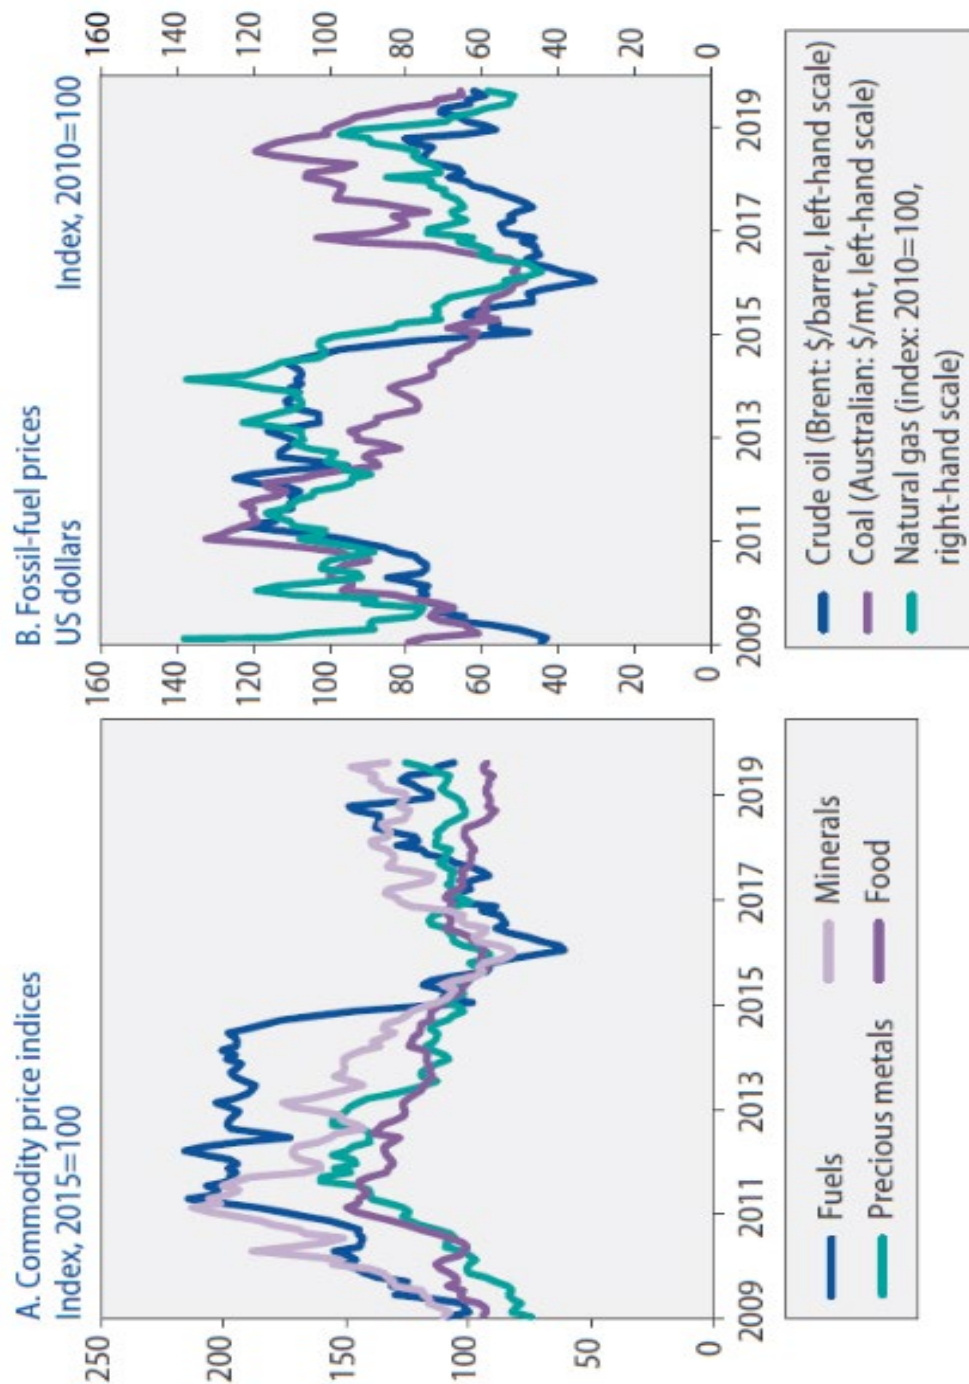 A. Commodity price indices
Index, 2015=100
250
200
150
100
50
0
2009 2011 2013 2015 2017 2019
Fuels Minerals
Precious metals Food
B. Fossil-fuel prices
US dollars Index, 2010=100
160 160
140 140
120 120
100 100
80 80
60 60
40 40
20 20
0 0
2009 2011 2013 2015 2017 2019
Crude oil (Brent: $/barrel, left-hand scale)
Coal (Australian: $/mt, left-hand scale)
Natural gas (index: 2010=100,
right-hand scale)